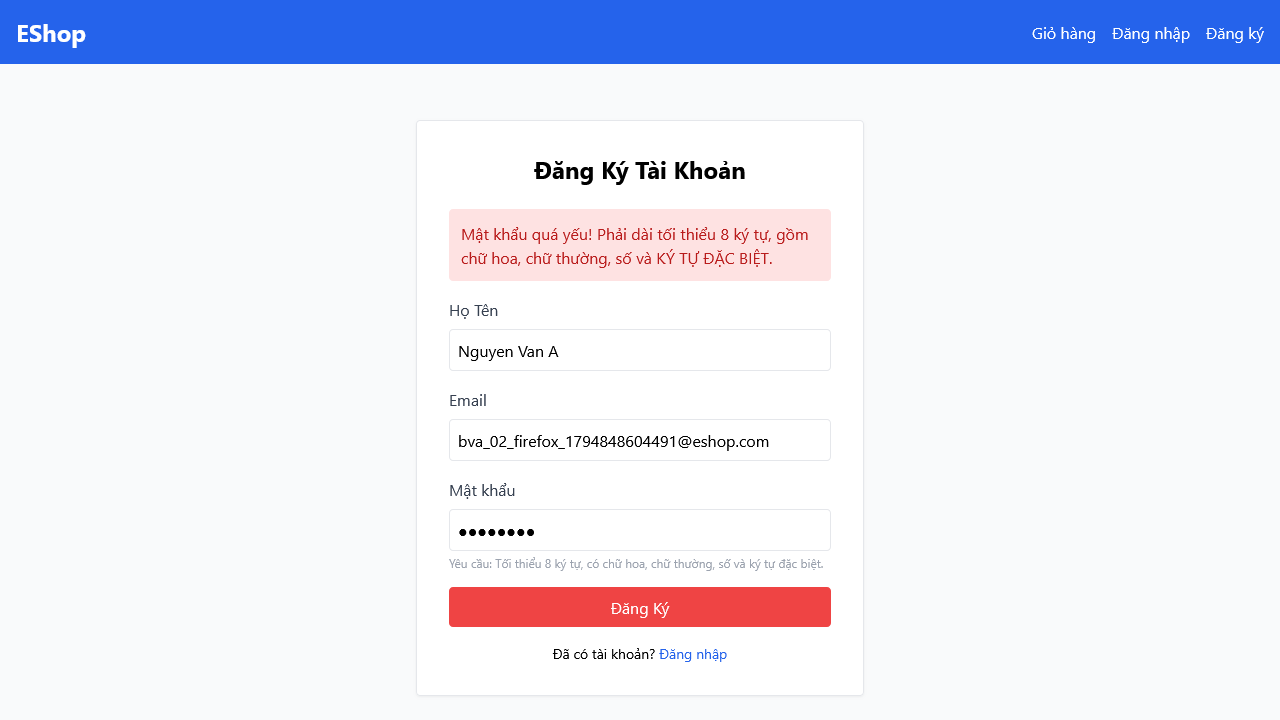 EShop
Giỏ hàng
Đăng nhập
Đăng ký
Đăng Ký Tài Khoản
Mật khẩu quá yếu! Phải dài tối thiểu 8 ký tự, gồm
chữ hoa, chữ thường, số và KÝ TỰ ĐẶC BIỆT.
Họ Tên
Nguyen Van A
Email
bva_02_firefox_1794848604491@eshop.com
Mật khẩu
●●●●●●●●
Yêu cầu: Tối thiểu 8 ký tự, có chữ hoa, chữ thường, số và ký tự đặc biệt.
Đăng Ký
Đã có tài khoản? Đăng nhập